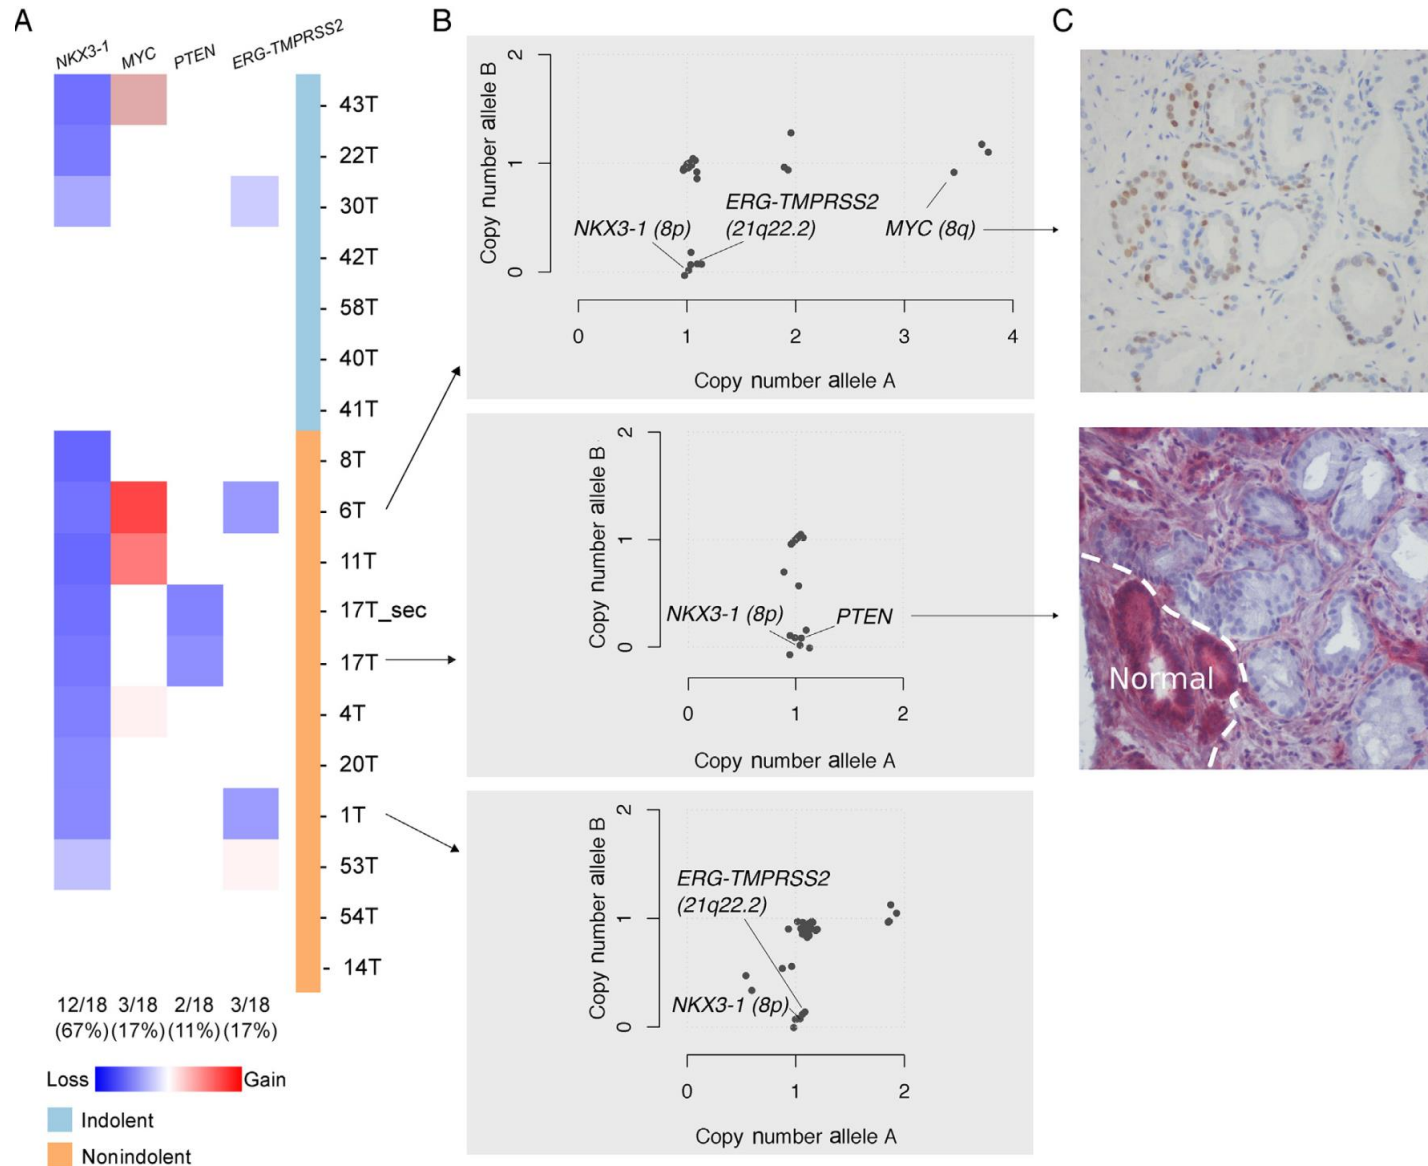 A
B
C
NKX3-1 MYC PTEN ERG-TMPRSS2
43T
22T
30T
42T
58T
40T
41T
8T
6T
11T
17T_sec
17T
4T
20T
1T
53T
54T
14T
12/18 3/18 2/18 3/18
(67%) (17%) (11%) (17%)
Loss Gain
Indolent
Nonindolent
Copy number allele B
2
1
0
ERG-TMPRSS2
(21q22.2)
NKX3-1 (8p)
MYC (8q)
0 1 2 3 4
Copy number allele A
Copy number allele B
2
1
0
NKX3-1 (8p)
PTEN
0 1 2
Copy number allele A
Copy number allele B
2
1
0
ERG-TMPRSS2
(21q22.2)
NKX3-1 (8p)
0 1 2
Copy number allele A
Normal